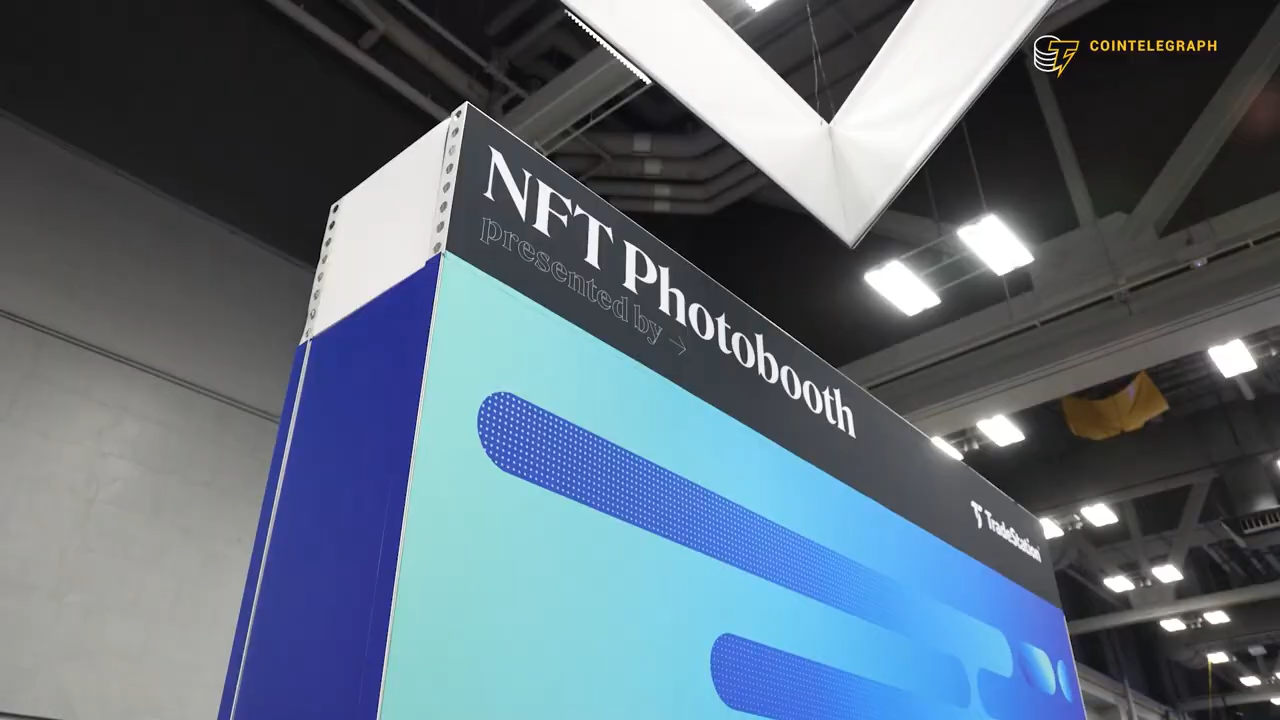 COINTELEGRAPH
NFT Photobooth
presented by →
TradeStation